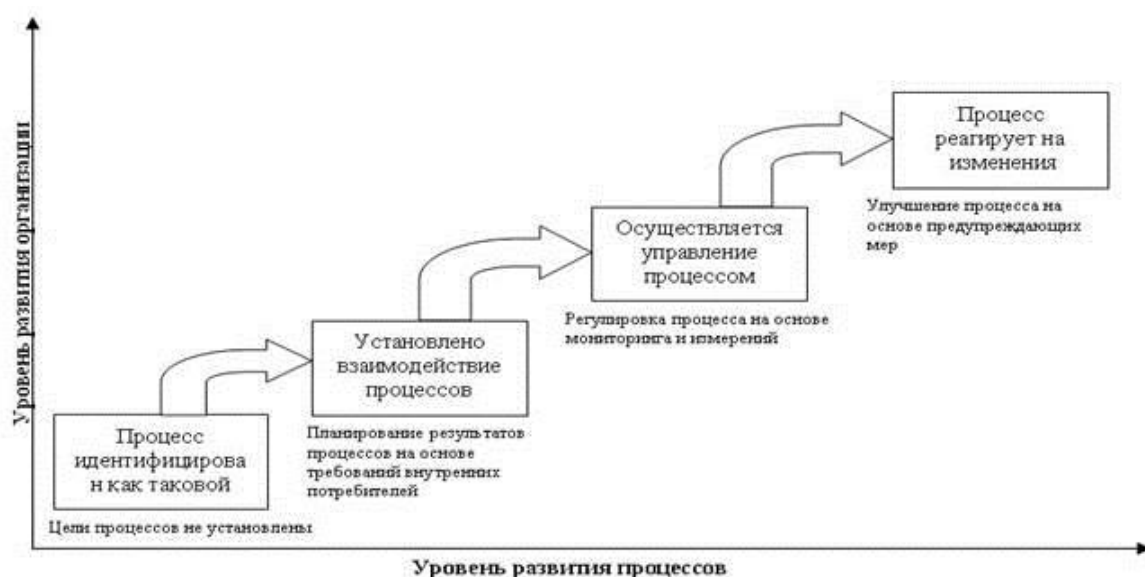 Уровень развития организации
Процесс
реагирует на
изменения
Улучшение процесса на
основе предупреждающих
мер
Осуществляется
управление
процессом
Регулировка процесса на основе
мониторинга и измерений
Установлено
взаимодействие
процессов
Планирование результатов
процессов на основе
требований внутренних
потребителей
Процесс
идентифицирова
н как таковой
Цели процессов не установлены
Уровень развития процессов